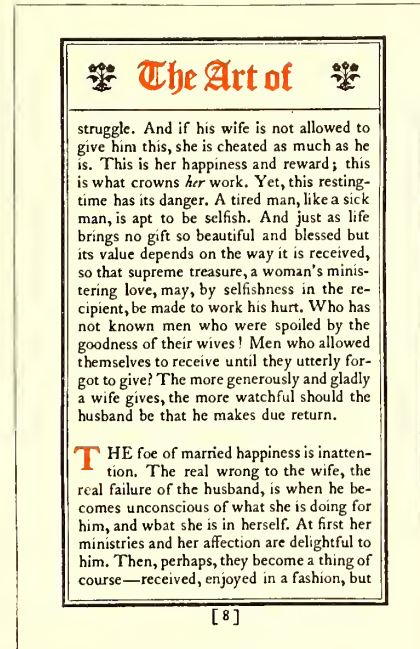 The Art of
struggle. And if his wife is not allowed to
give him this, she is cheated as much as he
is. This is her happiness and reward; this
is what crowns her work. Yet, this resting-
time has its danger. A tired man, like a sick
man, is apt to be selfish. And just as life
brings no gift so beautiful and blessed but
its value depends on the way it is received,
so that supreme treasure, a woman's minis-
tering love, may, by selfishness in the re-
cipient, be made to work his hurt. Who has
not known men who were spoiled by the
goodness of their wives! Men who allowed
themselves to receive until they utterly for-
got to give? The more generously and gladly
a wife gives, the more watchful should the
husband be that he makes due return.
THE foe of married happiness is inatten-
tion. The real wrong to the wife, the
real failure of the husband, is when he be-
comes unconscious of what she is doing for
him, and what she is in herself. At first her
ministries and her affection are delightful to
him. Then, perhaps, they become a thing of
course—received, enjoyed in a fashion, but
[8]